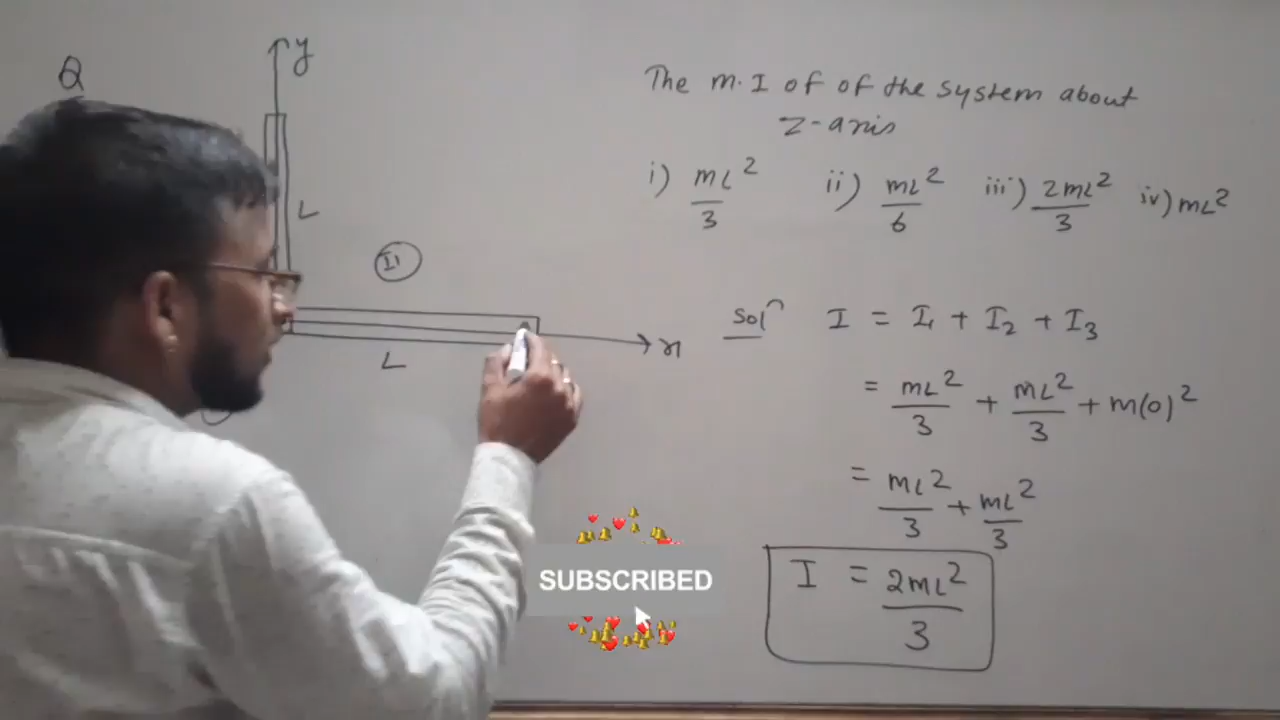 Q
y
L
I1
L
x
The M.I of of the system about
Z-axis
i) ML²/3 ii) ML²/6 iii) 2ML²/3 iv) ML²
Solⁿ I = I₁ + I₂ + I₃
= ML²/3 + ML²/3 + M(0)²
= ML²/3 + ML²/3
I = 2ML²/3
SUBSCRIBED